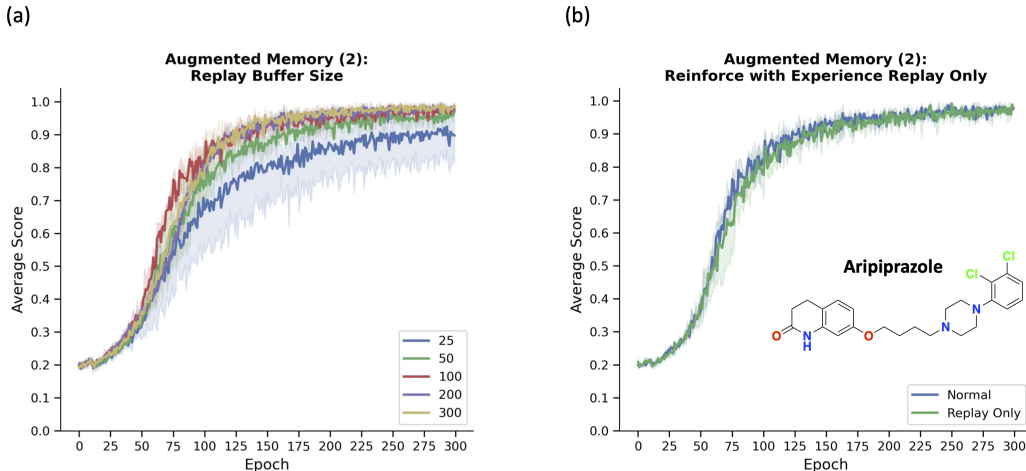 (a)
Augmented Memory (2):
Replay Buffer Size
1.0
0.9
0.8
0.7
0.6
0.5
0.4
0.3
0.2
0.1
0.0
Average Score
0 25 50 75 100 125 150 175 200 225 250 275 300
Epoch
25
50
100
200
300
(b)
Augmented Memory (2):
Reinforce with Experience Replay Only
1.0
0.9
0.8
0.7
0.6
0.5
0.4
0.3
0.2
0.1
0.0
Average Score
Aripiprazole
Cl
Cl
N
N
O
N
H
O
0 25 50 75 100 125 150 175 200 225 250 275 300
Epoch
Normal
Replay Only